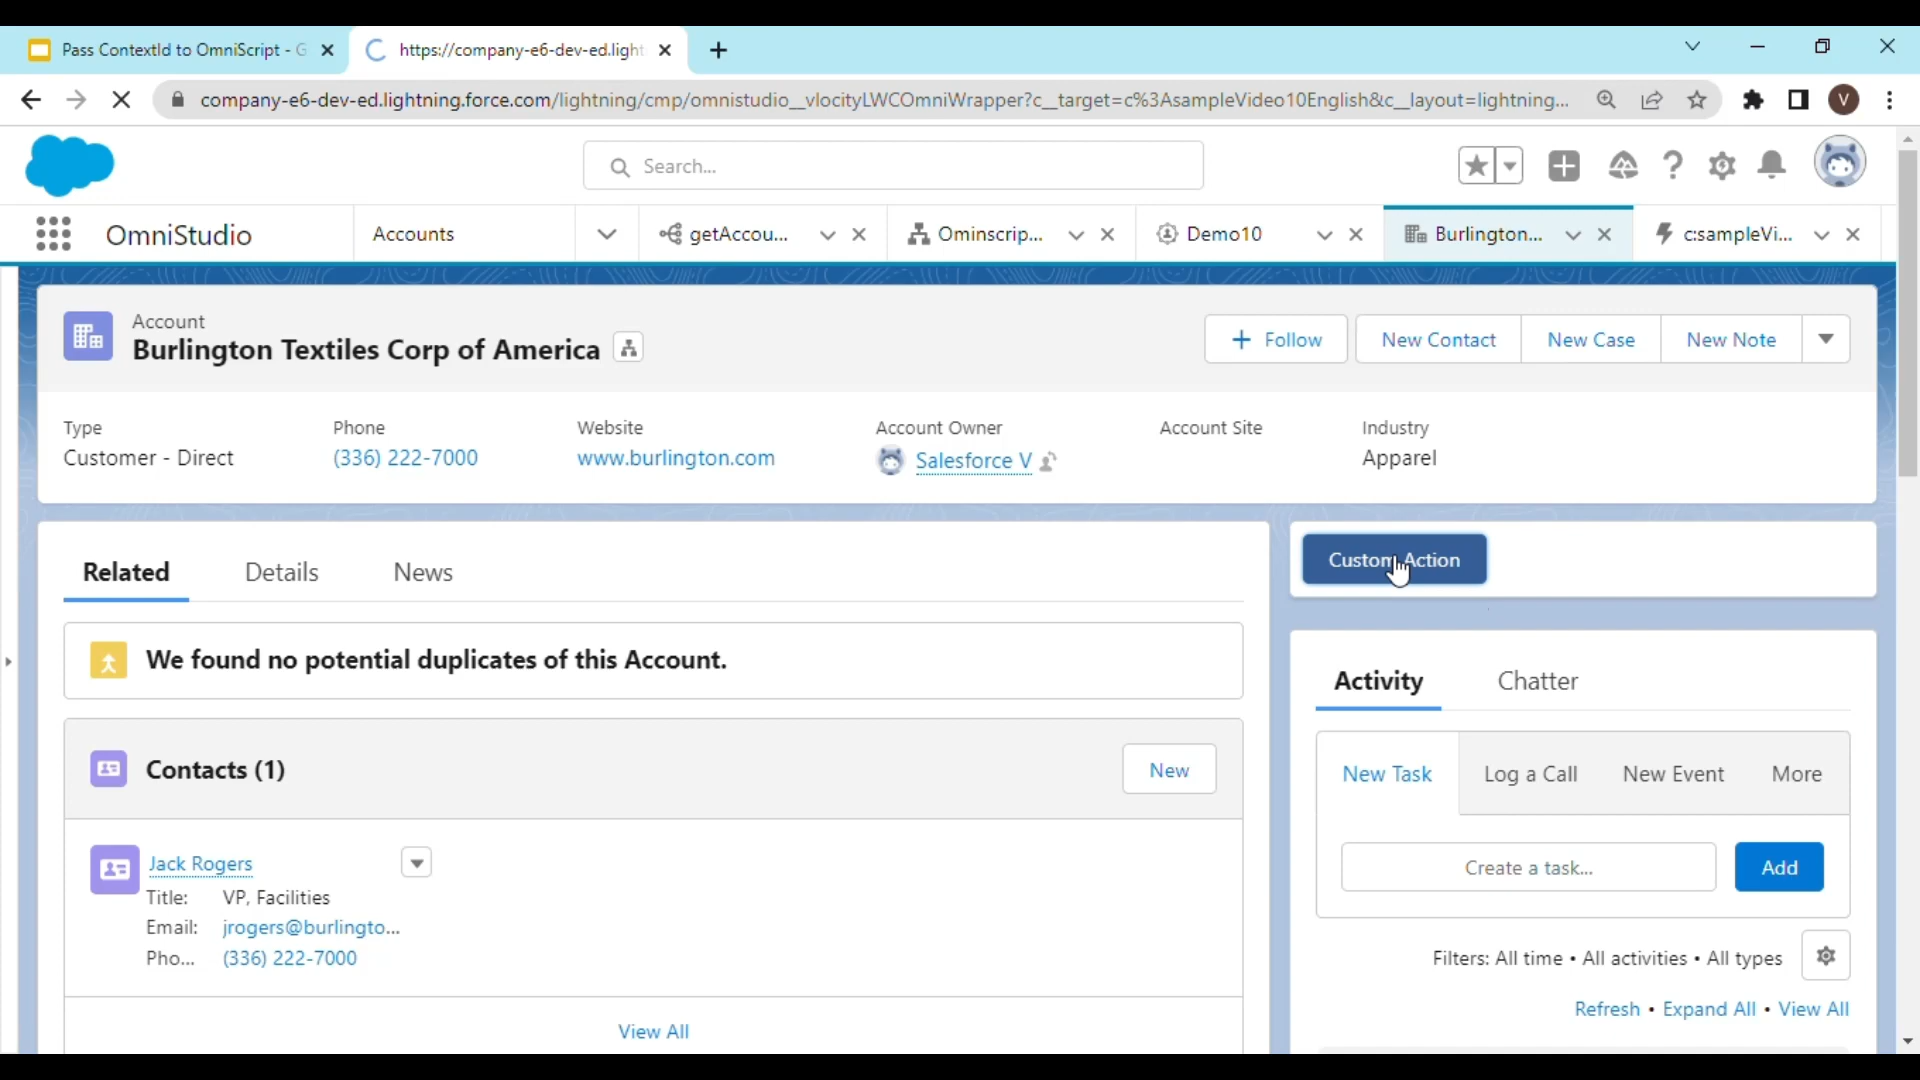 Pass ContextId to OmniScript - G
https://company-e6-dev-ed.light
company-e6-dev-ed.lightning.force.com/lightning/cmp/omnistudio__vlocityLWCOmniWrapper?c__target=c%3AsampleVideo10English&c__layout=lightning...
V
Search...
OmniStudio
Accounts
getAccou...
Ominscrip...
Demo10
Burlington...
c:sampleVi...
Account
Burlington Textiles Corp of America
Follow
New Contact
New Case
New Note
Type
Phone
Website
Account Owner
Account Site
Industry
Customer - Direct
(336) 222-7000
www.burlington.com
Salesforce V
Apparel
Related
Details
News
Custom Action
We found no potential duplicates of this Account.
Activity
Chatter
Contacts (1)
New
New Task
Log a Call
New Event
More
Jack Rogers
Title: VP, Facilities
Email: jrogers@burlingto...
Pho... (336) 222-7000
Create a task...
Add
Filters: All time • All activities • All types
Refresh • Expand All • View All
View All